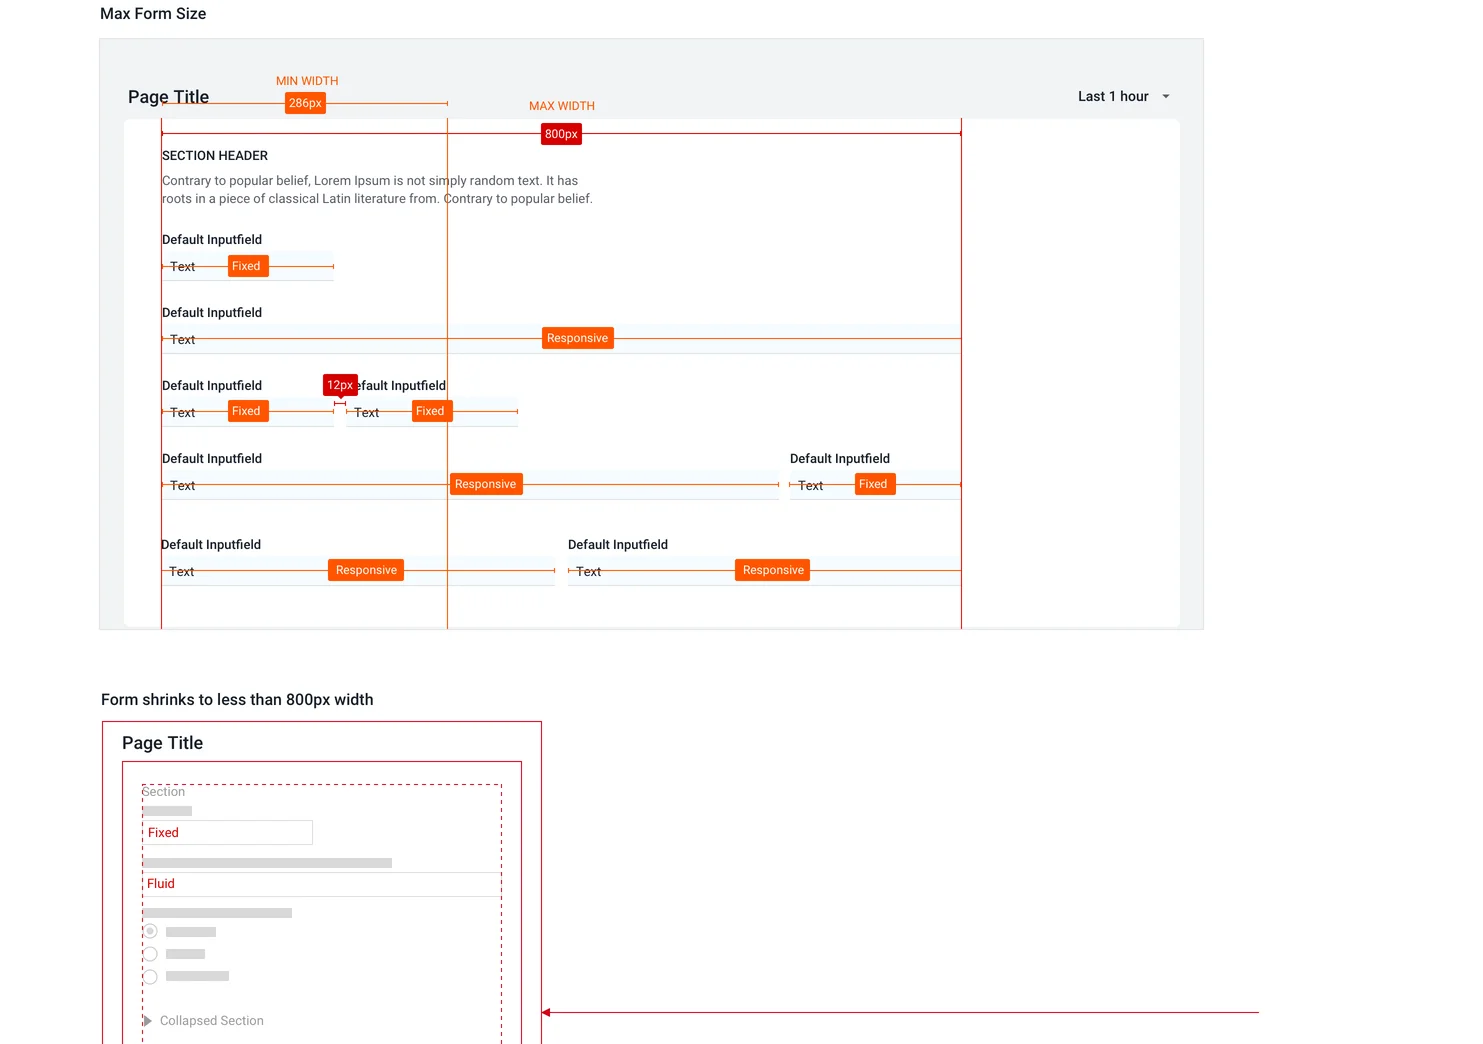 Max Form Size
MIN WIDTH
Page Title
286px
MAX WIDTH
Last 1 hour
800px
SECTION HEADER
Contrary to popular belief, Lorem Ipsum is not simply random text. It has
roots in a piece of classical Latin literature from. Contrary to popular belief.
Default Inputfield
Text Fixed
Default Inputfield
Text Responsive
Default Inputfield 12px efault Inputfield
Text Fixed Text Fixed
Default Inputfield Default Inputfield
Text Responsive Text Fixed
Default Inputfield Default Inputfield
Text Responsive Text Responsive
Form shrinks to less than 800px width
Page Title
Section
Fixed
Fluid
Collapsed Section